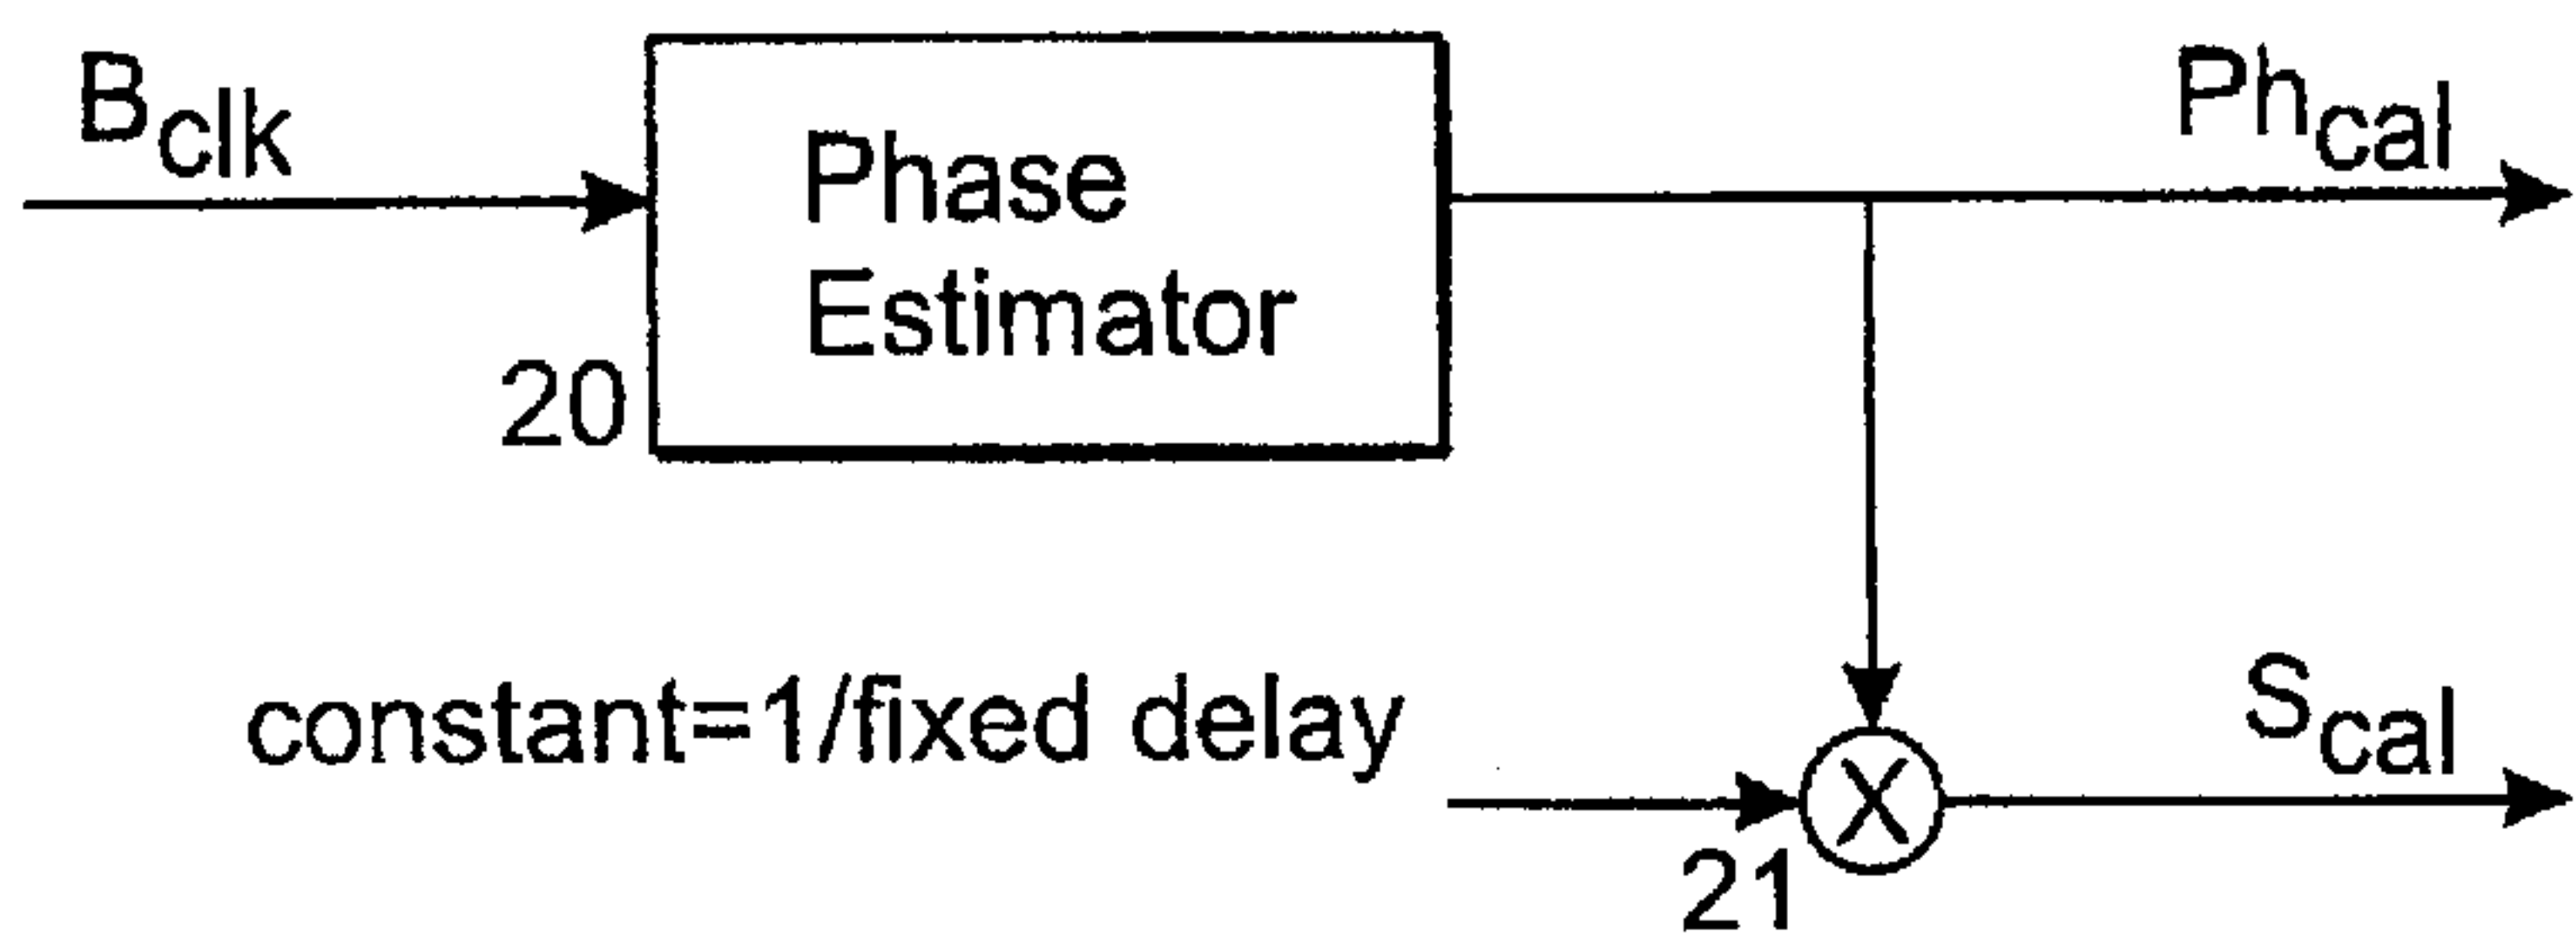 Bclk
Phase
Estimator
20
Phcal
constant=1/fixed delay
X
21
Scal